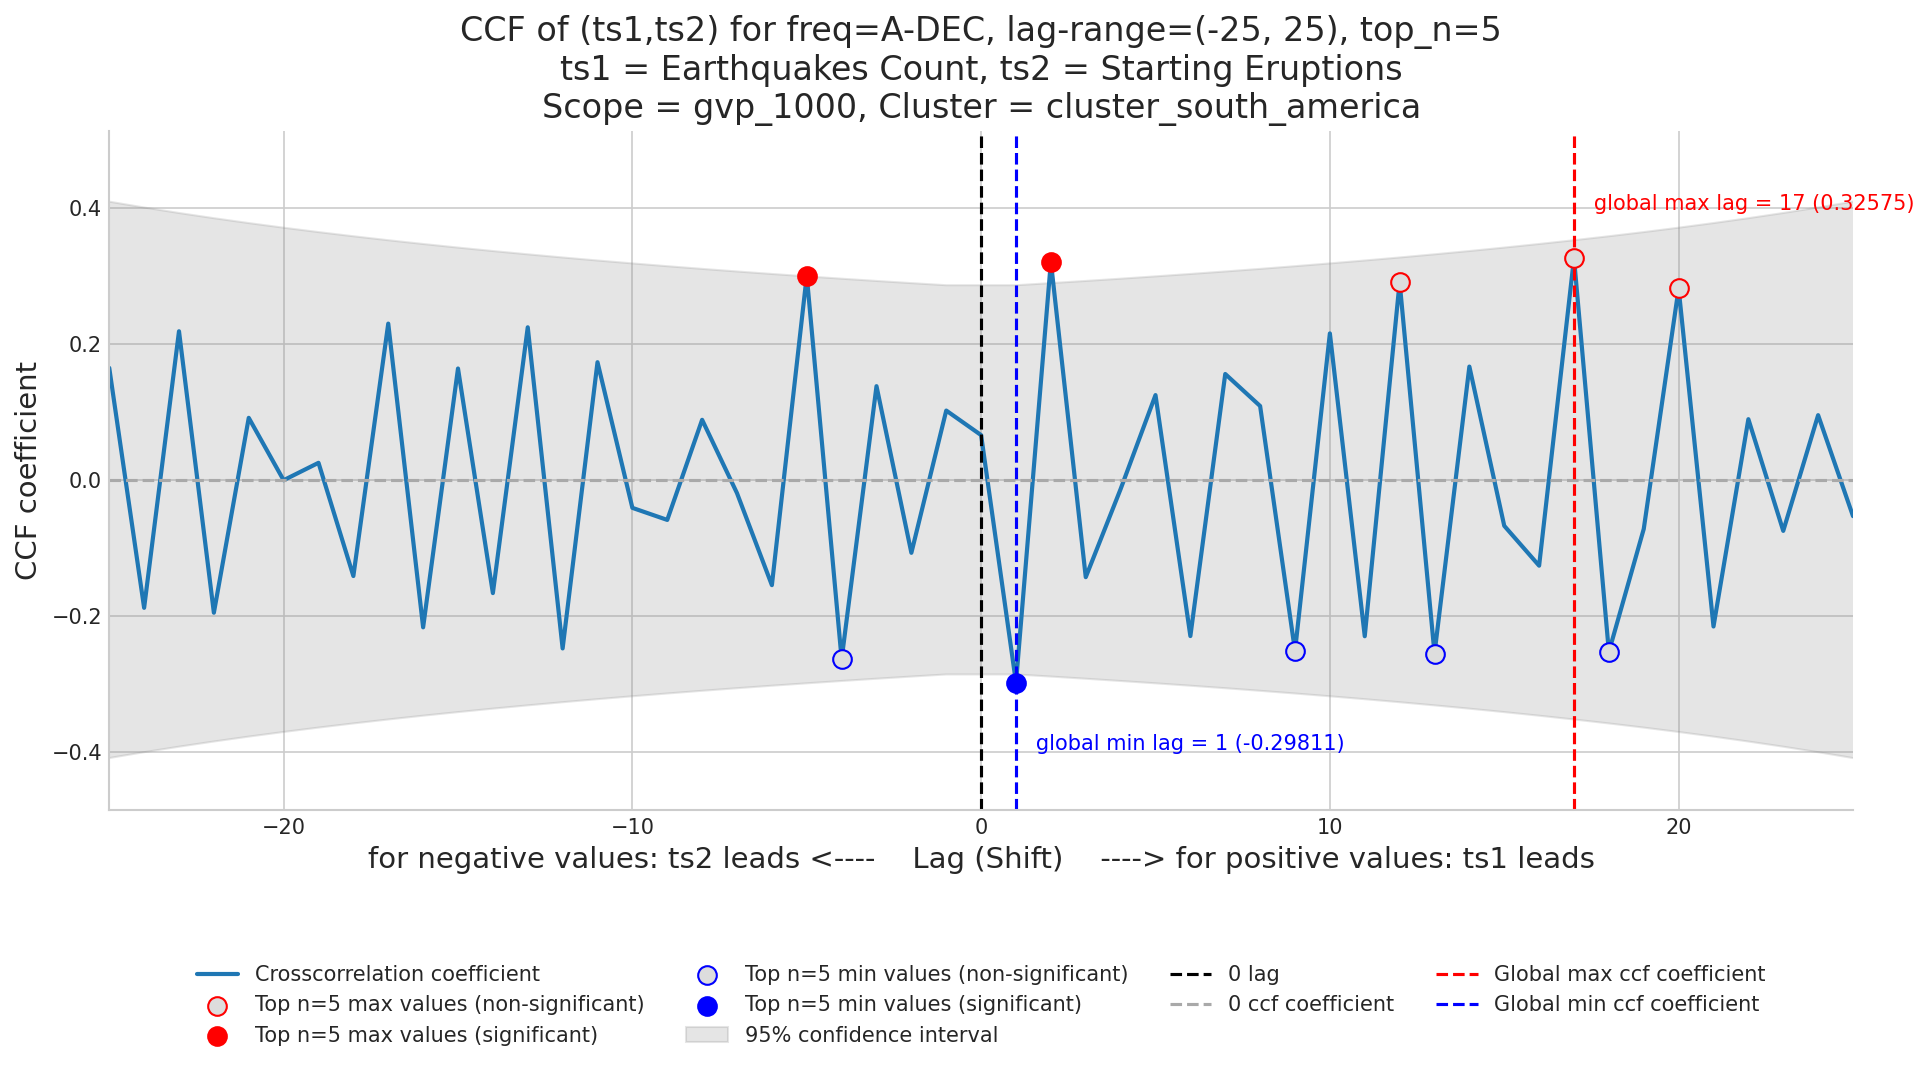 CCF of (ts1,ts2) for freq=A-DEC, lag-range=(-25, 25), top_n=5
ts1 = Earthquakes Count, ts2 = Starting Eruptions
Scope = gvp_1000, Cluster = cluster_south_america
global max lag = 17 (0.32575)
global min lag = 1 (-0.29811)
CCF coefficient
0.4
0.2
0.0
−0.2
−0.4
−20
−10
0
10
20
for negative values: ts2 leads <---- Lag (Shift) ----> for positive values: ts1 leads
Crosscorrelation coefficient
Top n=5 max values (non-significant)
Top n=5 max values (significant)
Top n=5 min values (non-significant)
Top n=5 min values (significant)
95% confidence interval
0 lag
0 ccf coefficient
Global max ccf coefficient
Global min ccf coefficient